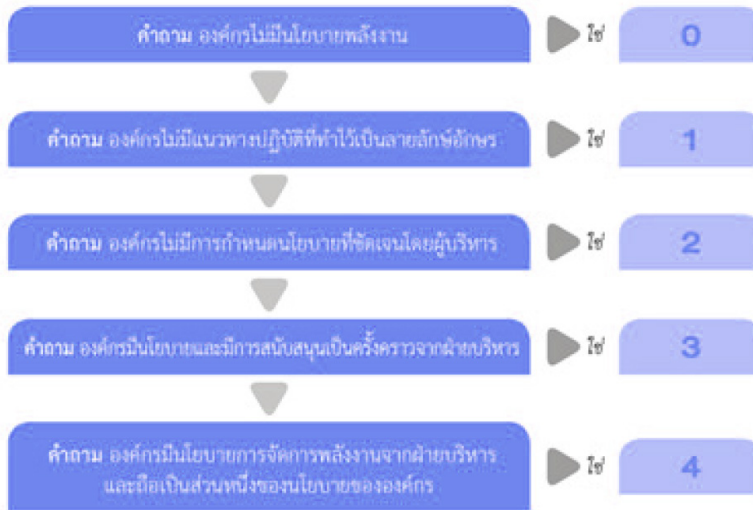 คำถาม องค์กรไม่มีนโยบายพลังงาน ใช่ 0
คำถาม องค์กรไม่มีแนวทางปฏิบัติที่ทำไว้เป็นลายลักษ์อักษร ใช่ 1
คำถาม องค์กรไม่มีการกำหนดนโยบายที่ชัดเจนโดยผู้บริหาร ใช่ 2
คำถาม องค์กรมีนโยบายและมีการสนับสนุนเป็นครั้งคราวจากฝ่ายบริหาร ใช่ 3
คำถาม องค์กรมีนโยบายการจัดการพลังงานจากฝ่ายบริหาร
และถือเป็นส่วนหนึ่งของนโยบายขององค์กร ใช่ 4